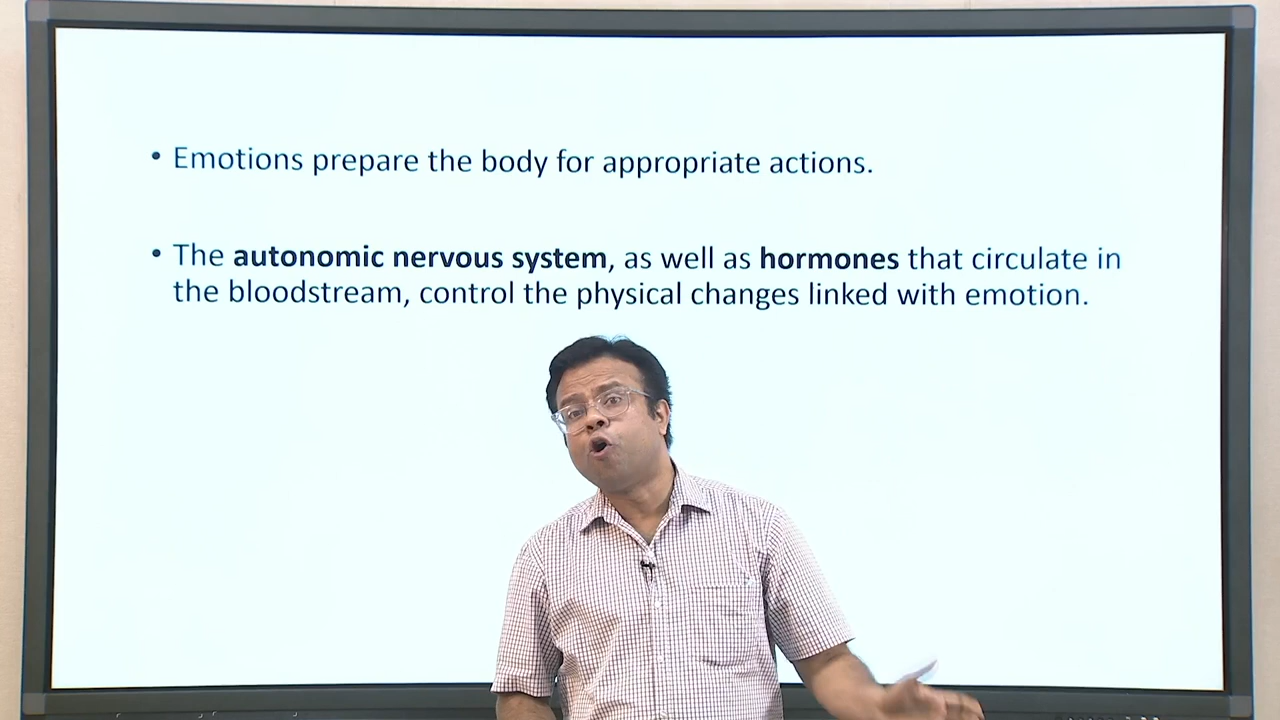 • Emotions prepare the body for appropriate actions.
• The autonomic nervous system, as well as hormones that circulate in
the bloodstream, control the physical changes linked with emotion.